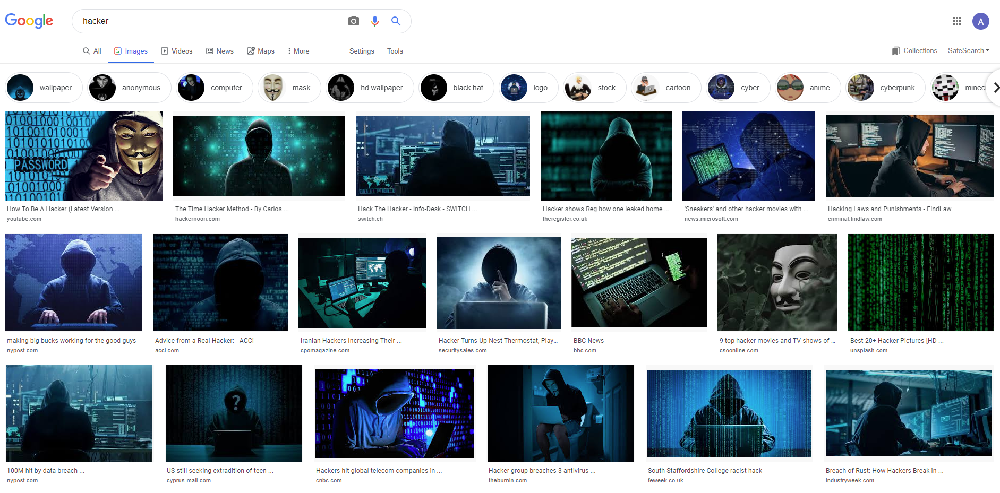 Google
hacker
A
All
Images
Videos
News
Maps
More
Settings
Tools
Collections
SafeSearch
wallpaper
anonymous
computer
mask
hd wallpaper
black hat
logo
stock
cartoon
cyber
anime
cyberpunk
minec
PASSWORD
How To Be A Hacker (Latest Version ...
youtube.com
The Time Hacker Method - By Carlos ...
hackernoon.com
Hack The Hacker - Info-Desk - SWITCH ...
switch.ch
Hacker shows Reg how one leaked home ...
theregister.co.uk
'Sneakers' and other hacker movies with ...
news.microsoft.com
Hacking Laws and Punishments - FindLaw
criminal.findlaw.com
making big bucks working for the good guys
nypost.com
Advice from a Real Hacker: - ACCi
acci.com
Iranian Hackers Increasing Their ...
cpomagazine.com
Hacker Turns Up Nest Thermostat, Play...
securitysales.com
BBC News
bbc.com
9 top hacker movies and TV shows of ...
csoonline.com
Best 20+ Hacker Pictures [HD ...
unsplash.com
?
100M hit by data breach ...
nypost.com
US still seeking extradition of teen ...
cyprus-mail.com
Hackers hit global telecom companies in ...
cnbc.com
Hacker group breaches 3 antivirus ...
theburnin.com
South Staffordshire College racist hack
feweek.co.uk
Breach of Rust: How Hackers Break in ...
industryweek.com